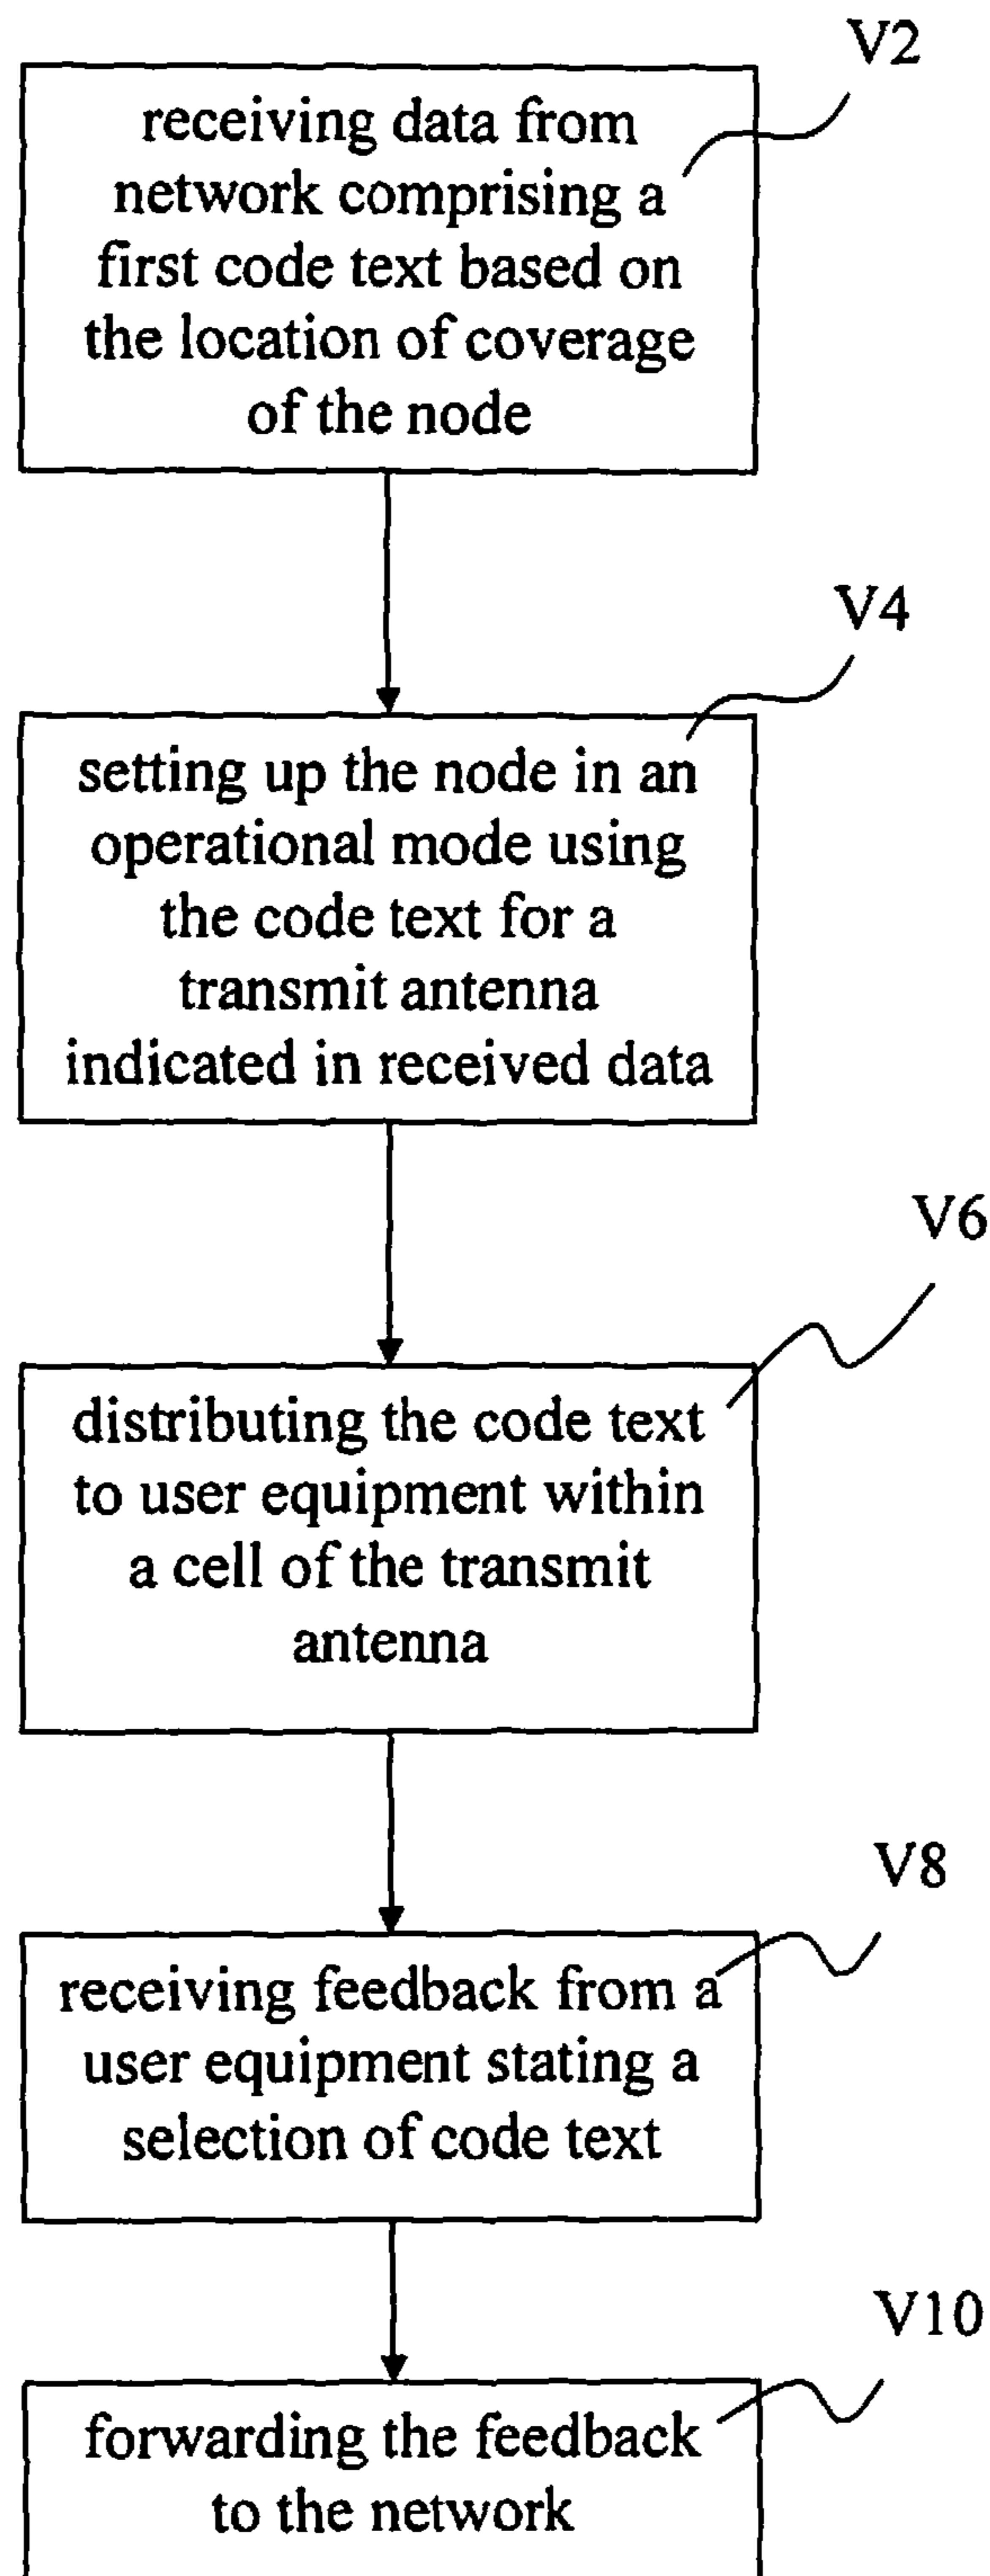 V2
receiving data from
network comprising a
first code text based on
the location of coverage
of the node
V4
setting up the node in an
operational mode using
the code text for a
transmit antenna
indicated in received data
V6
distributing the code text
to user equipment within
a cell of the transmit
antenna
V8
receiving feedback from a
user equipment stating a
selection of code text
V10
forwarding the feedback
to the network